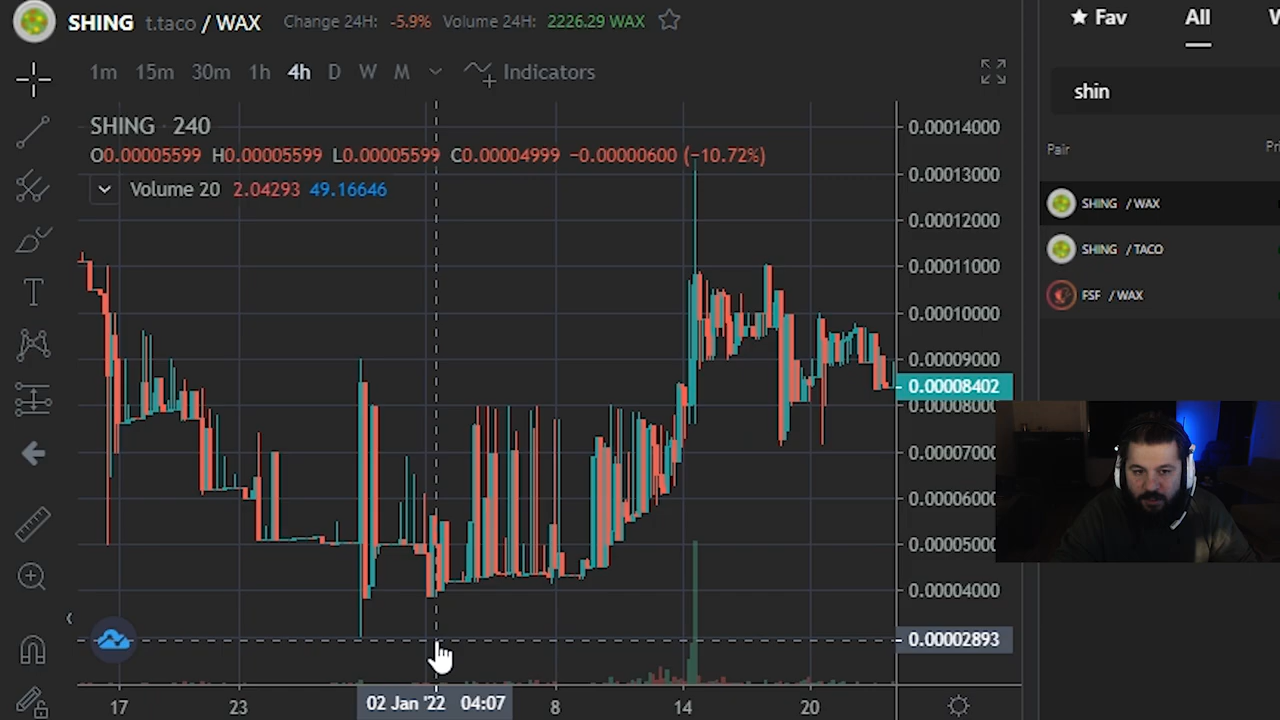 SHING t.taco / WAX Change 24H: -5.9% Volume 24H: 2226.29 WAX
1m 15m 30m 1h 4h D W M Indicators
SHING · 240
O0.00005599 H0.00005599 L0.00005599 C0.00004999 −0.00000600 (−10.72%)
Volume 20 2.04293 49.16646
0.00014000
0.00013000
0.00012000
0.00011000
0.00010000
0.00009000
0.00008402
0.00008000
0.00007000
0.00006000
0.00005000
0.00004000
0.00002893
17 23 02 Jan '22 04:07 8 14 20
Fav All W
shin
Pair Pri
SHING / WAX
SHING / TACO
FSF / WAX